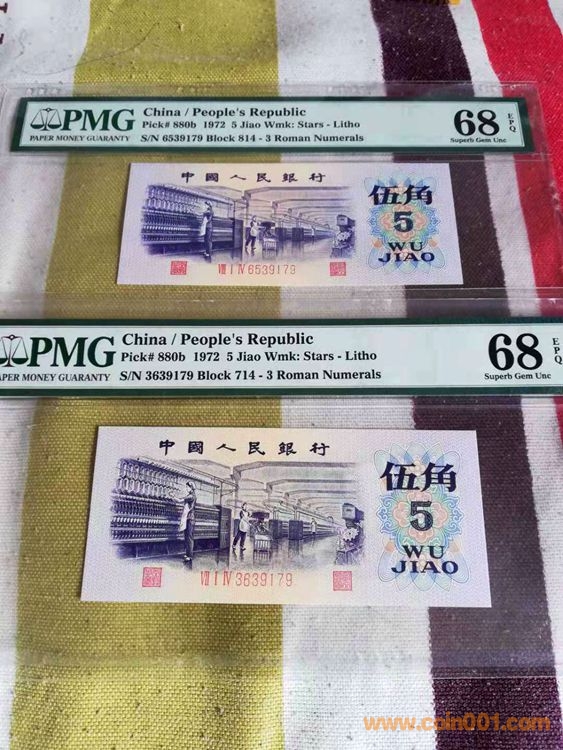 PMG
PAPER MONEY GUARANTY
China / People's Republic
Pick# 880b 1972 5 Jiao Wmk: Stars - Litho
S/N 6539179 Block 814 - 3 Roman Numerals
68
EPQ
Superb Gem Unc
中國人民銀行
伍角
5
WU
JIAO
VIII I IV 6539179
PMG
PAPER MONEY GUARANTY
China / People's Republic
Pick# 880b 1972 5 Jiao Wmk: Stars - Litho
S/N 3639179 Block 714 - 3 Roman Numerals
68
EPQ
Superb Gem Unc
中國人民銀行
伍角
5
WU
JIAO
VII I IV 3639179
www.coin001.com